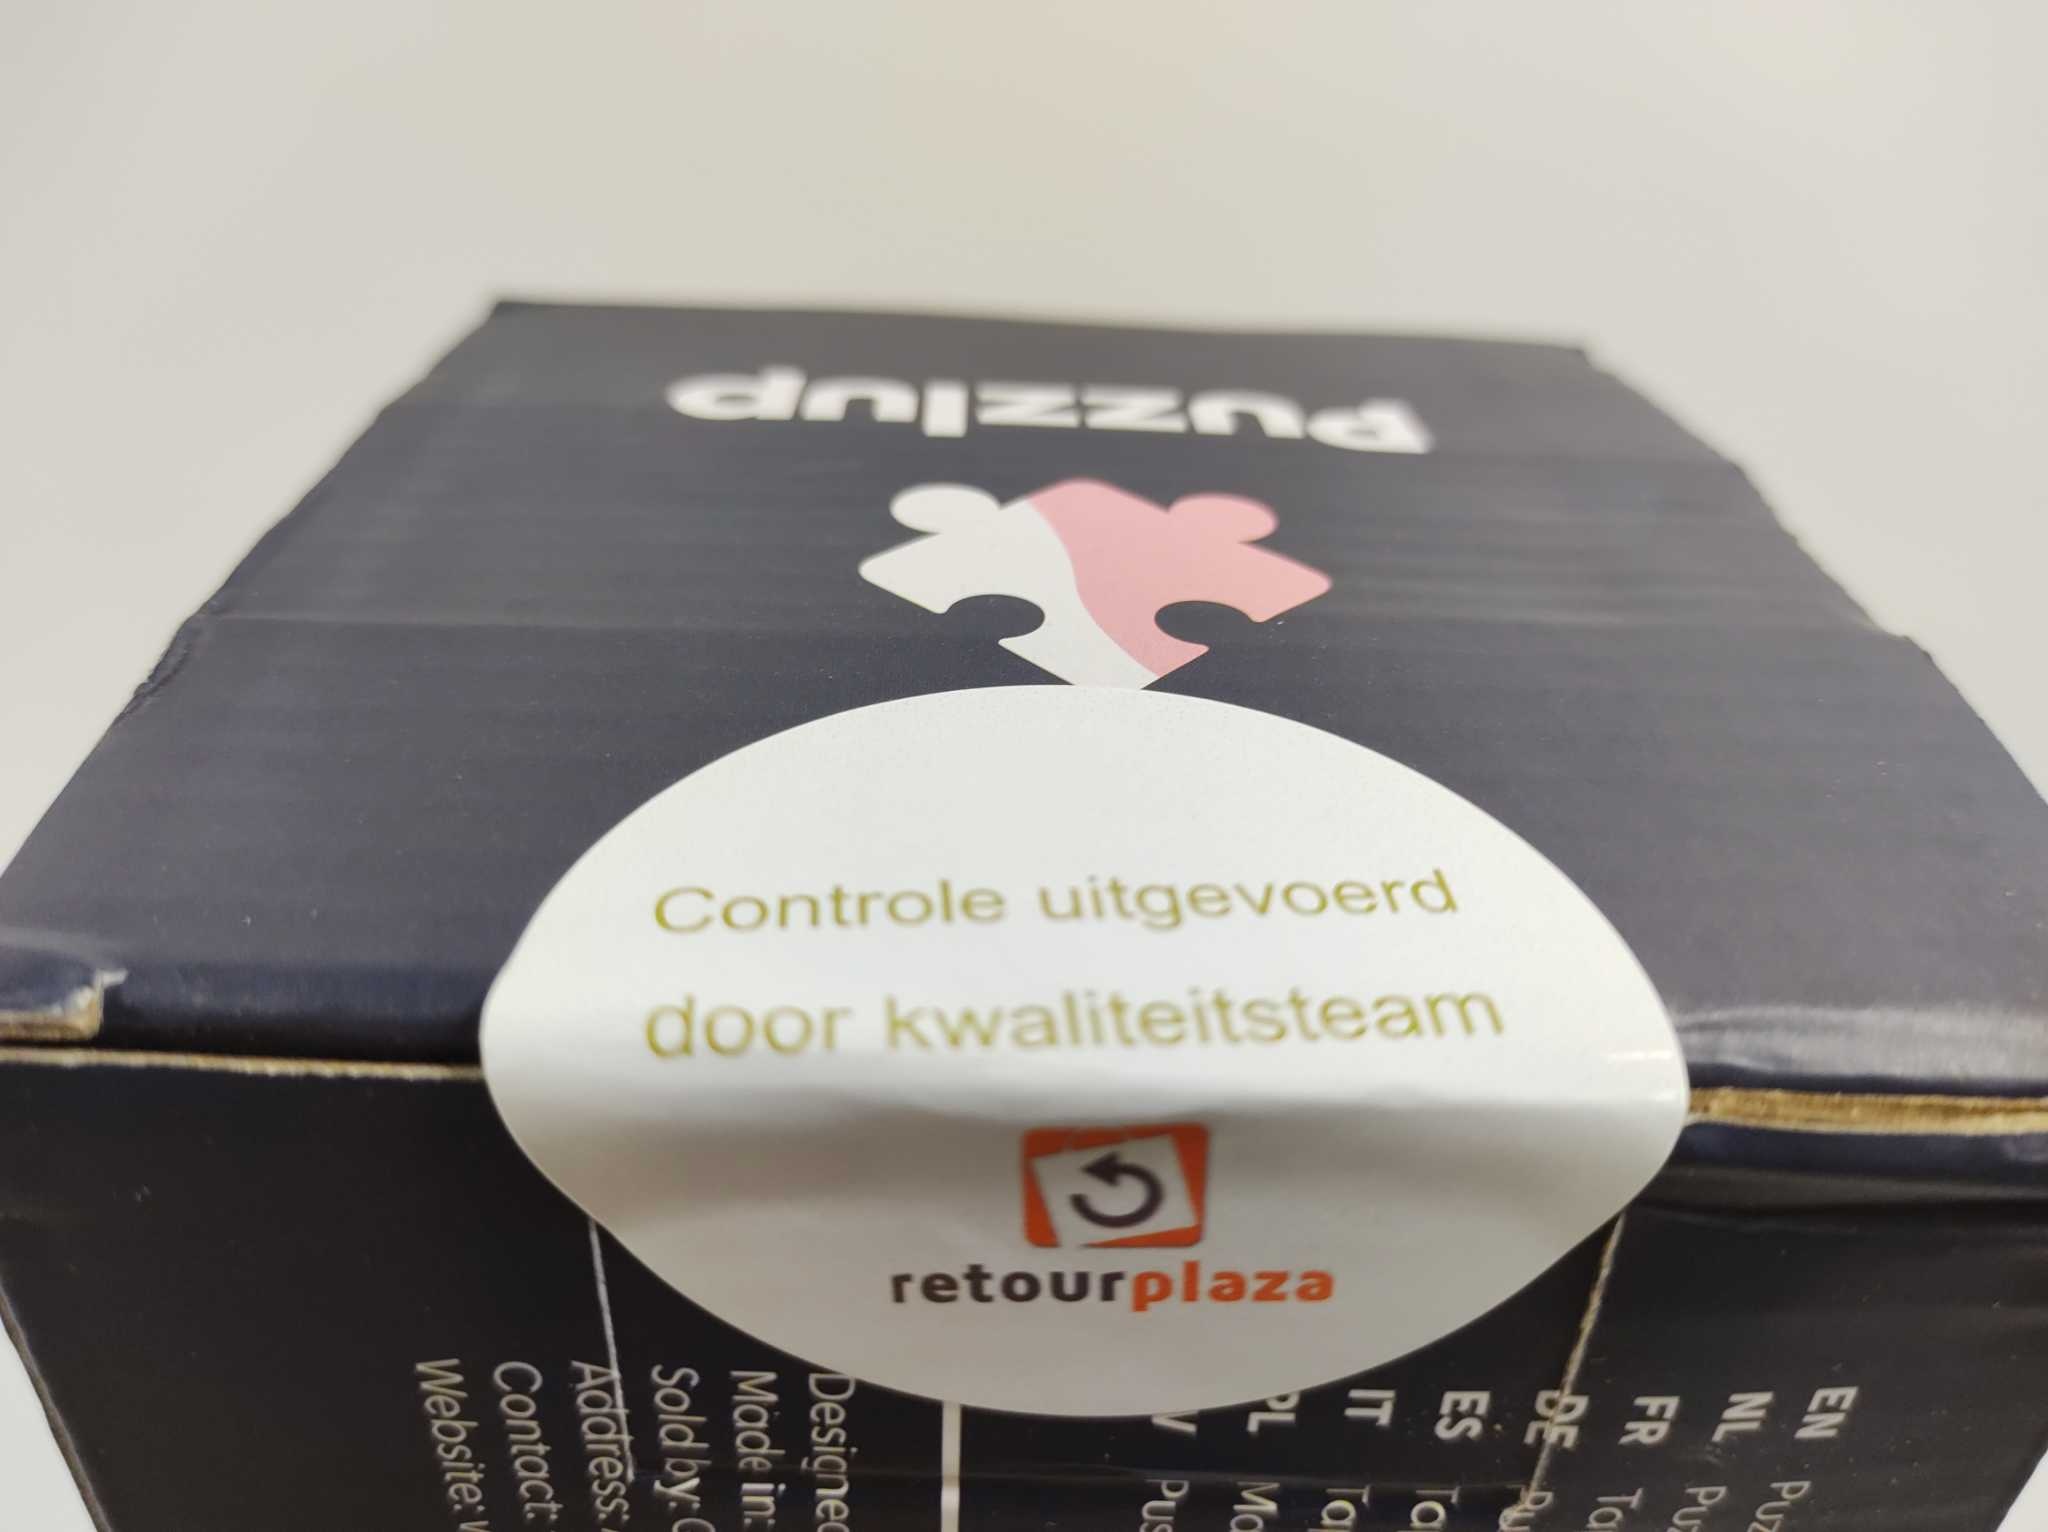 puzzlup
Controle uitgevoerd
door kwaliteitsteam
retourplaza
EN
NL
FR
DE
ES
IT
PL
Made in:
Sold by:
Address:
Contact:
Website: